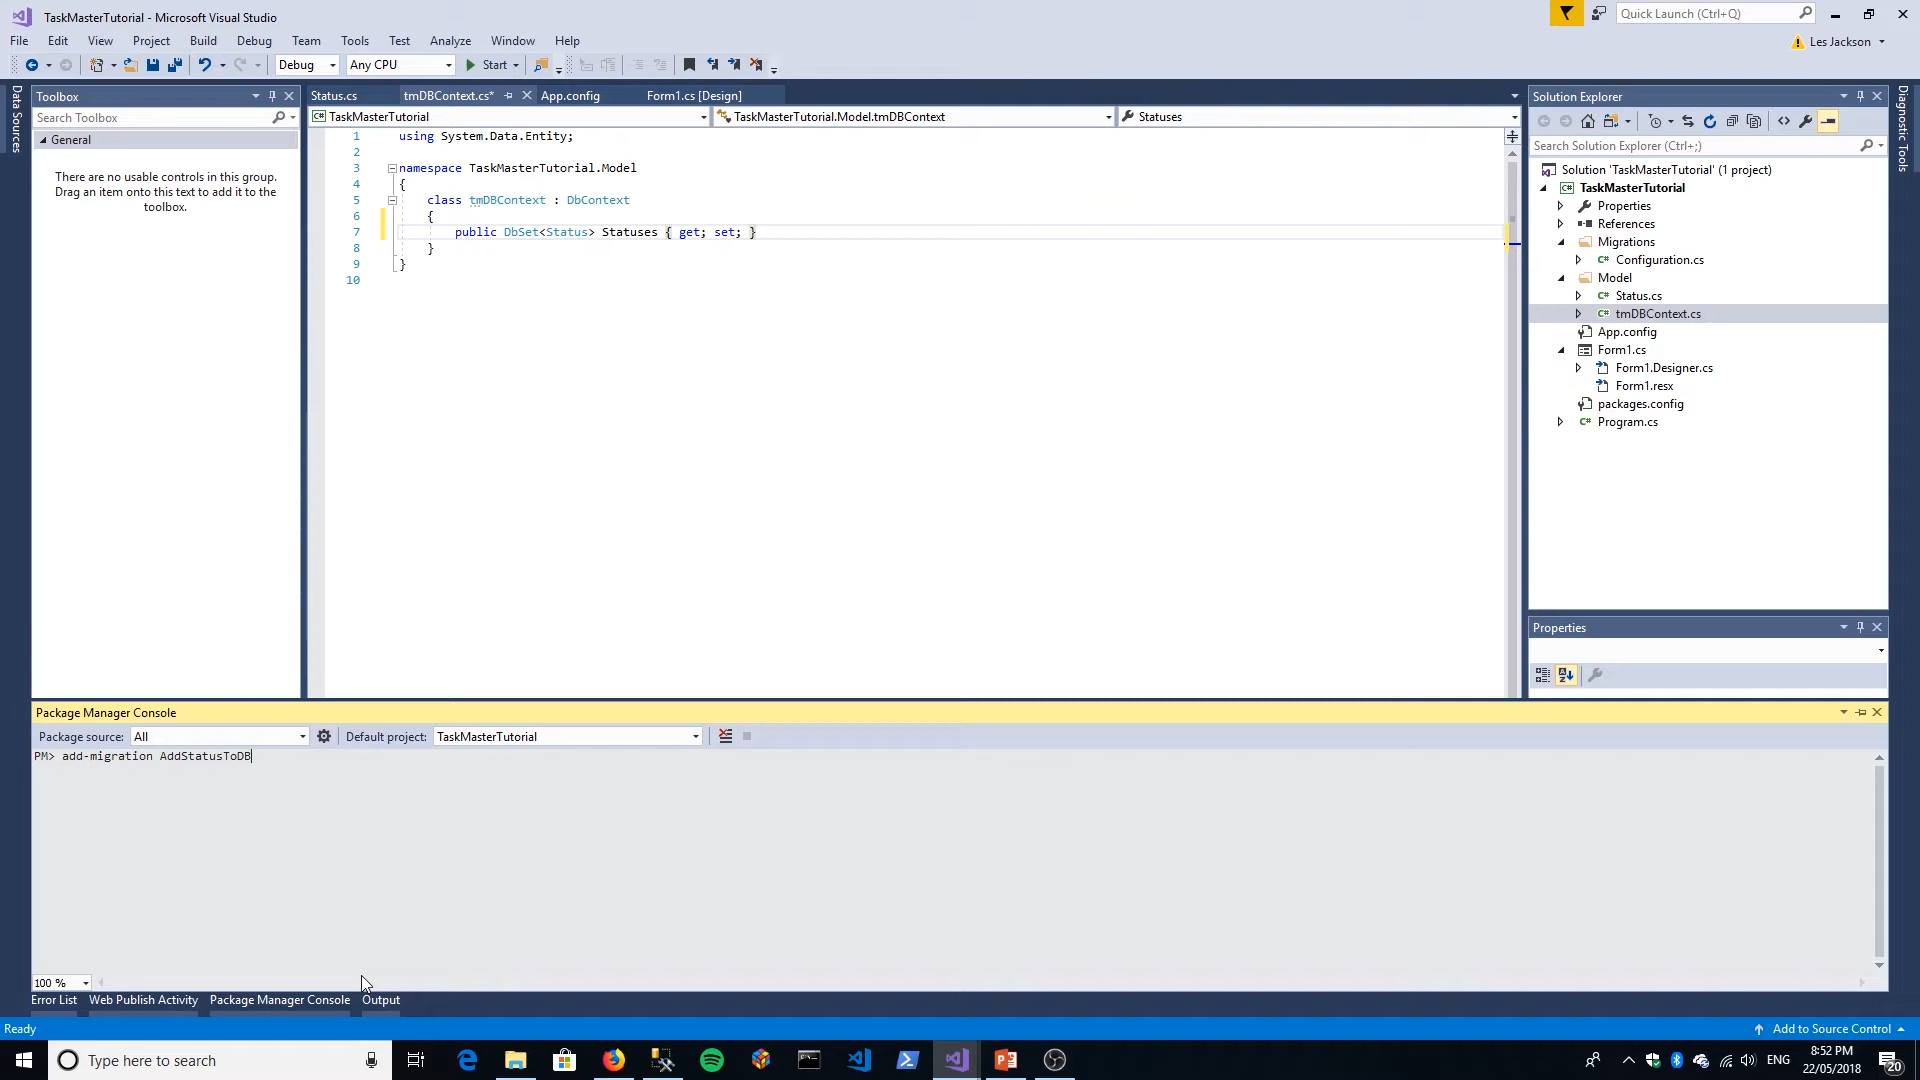 TaskMasterTutorial - Microsoft Visual Studio
Quick Launch (Ctrl+Q)
File Edit View Project Build Debug Team Tools Test Analyze Window Help
Les Jackson
Debug Any CPU Start
Data Sources
Toolbox
Search Toolbox
General
There are no usable controls in this group.
Drag an item onto this text to add it to the
toolbox.
Status.cs tmDBContext.cs* App.config Form1.cs [Design]
TaskMasterTutorial TaskMasterTutorial.Model.tmDBContext Statuses
1 using System.Data.Entity;
2
3 namespace TaskMasterTutorial.Model
4 {
5 class tmDBContext : DbContext
6 {
7 public DbSet<Status> Statuses { get; set; }
8 }
9 }
10
Solution Explorer
Search Solution Explorer (Ctrl+;)
Solution 'TaskMasterTutorial' (1 project)
TaskMasterTutorial
Properties
References
Migrations
Configuration.cs
Model
Status.cs
tmDBContext.cs
App.config
Form1.cs
Form1.Designer.cs
Form1.resx
packages.config
Program.cs
Diagnostic Tools
Properties
Package Manager Console
Package source: All Default project: TaskMasterTutorial
PM> add-migration AddStatusToDB
100 %
Error List Web Publish Activity Package Manager Console Output
Ready
Add to Source Control
Type here to search
ENG
8:52 PM
22/05/2018
20